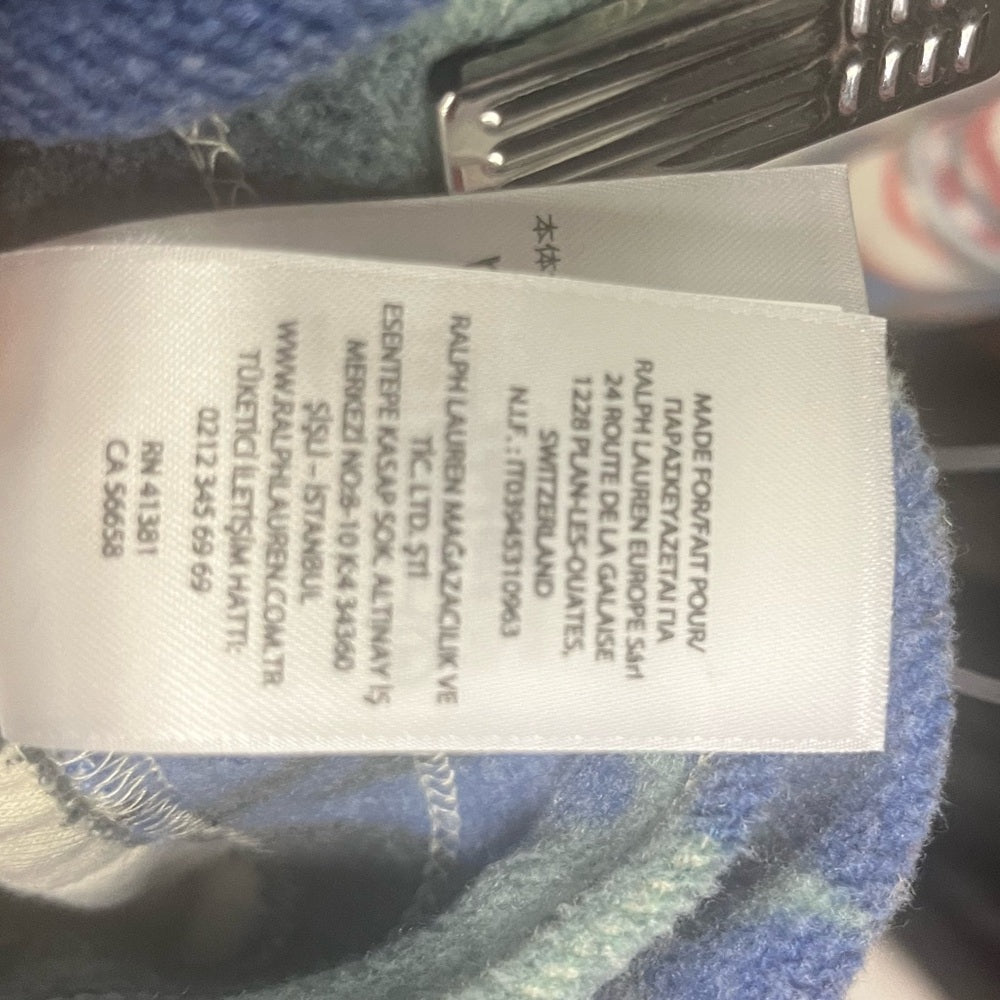 MADE FOR/FAIT POUR/
ΠΑΡΑΣΚΕΥΑΖΕΤΑΙ ΓΙΑ
RALPH LAUREN EUROPE Sàrl
24 ROUTE DE LA GALAISE
1228 PLAN-LES-OUATES,
SWITZERLAND
N.I.F. : IT03945310963
RALPH LAUREN MAĞAZACILIK VE
TİC. LTD. ŞTİ
ESENTEPE KASAP SOK. ALTINAY İŞ
MERKEZİ NO:8-10 K:4 34360
ŞİŞLİ - İSTANBUL
WWW.RALPHLAUREN.COM.TR
TÜKETİCİ İLETİŞİM HATTI:
0212 345 69 69
RN 41381
CA 56658
本体